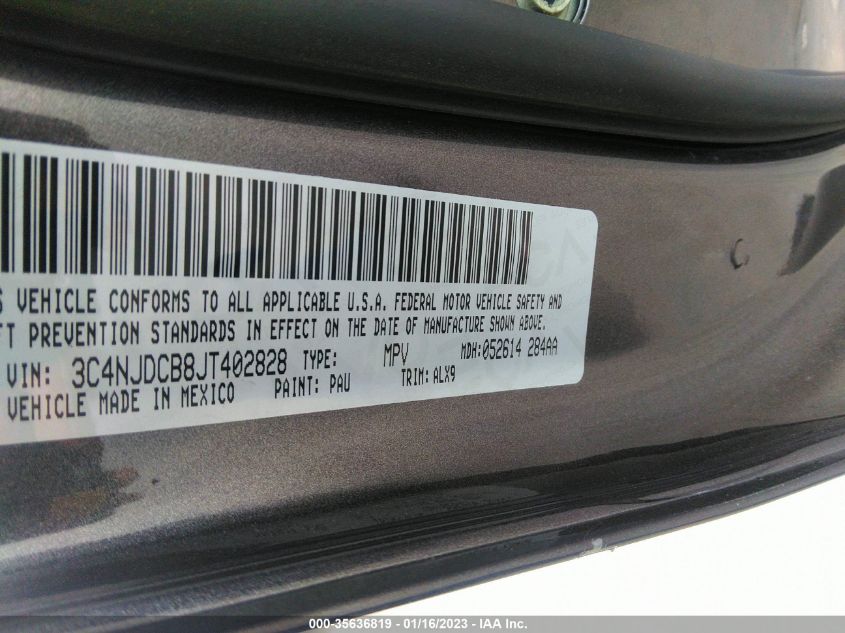 VEHICLE CONFORMS TO ALL APPLICABLE U.S.A. FEDERAL MOTOR VEHICLE SAFETY AND
PREVENTION STANDARDS IN EFFECT ON THE DATE OF MANUFACTURE SHOWN ABOVE.
VIN: 3C4NJDCB8JT402828 TYPE: MPV MDH:052614 284AA
VEHICLE MADE IN MEXICO PAINT: PAU TRIM: ALX9
000-35636819 - 01/16/2023 - IAA Inc.